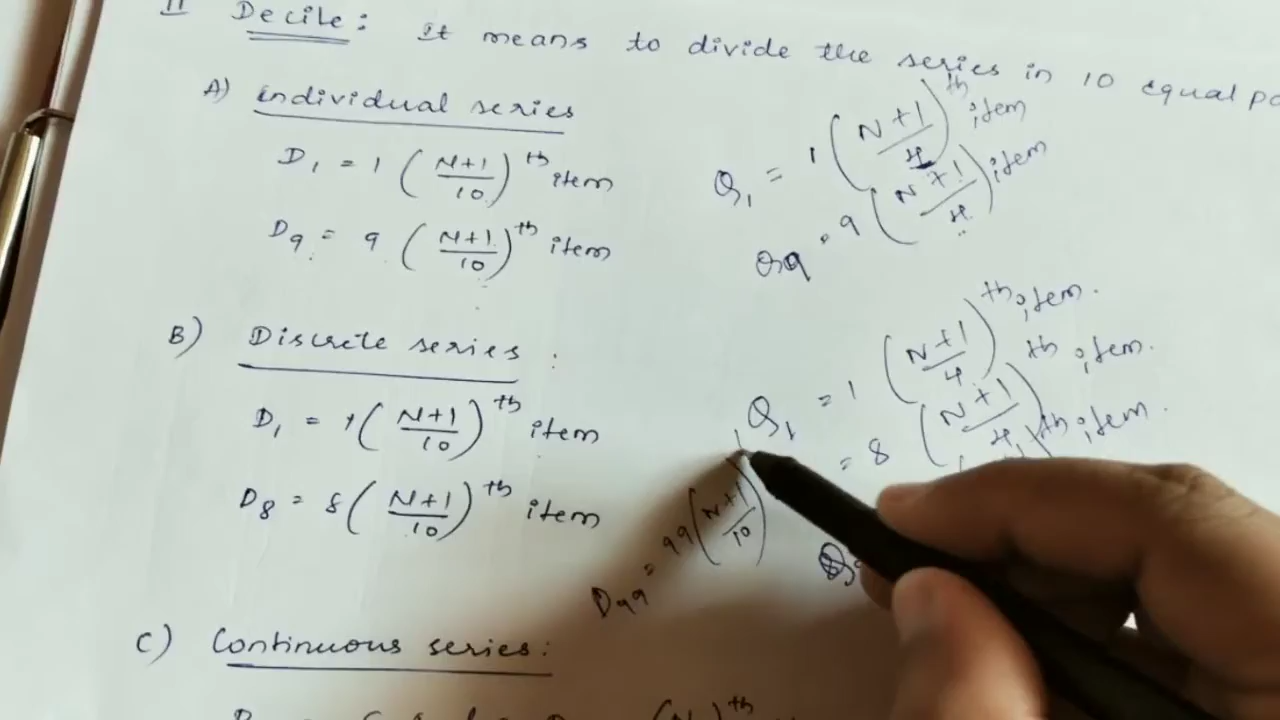 II Decile: It means to divide the series in 10 equal pa
A) individual series
D1 = 1 (N+1/10)th item
D9 = 9 (N+1/10)th item
Q1 = 1 (N+1/4)th item
Q9 = 9 (N+1/4) item
B) Discrete series :
D1 = 1 (N+1/10)th item
D8 = 8 (N+1/10)th item
Q1 = 1 (N+1/4)th item.
= 8 (N+1/4)th item.
th item.
D99 = 99 (N+1/10)
C) Continuous series: